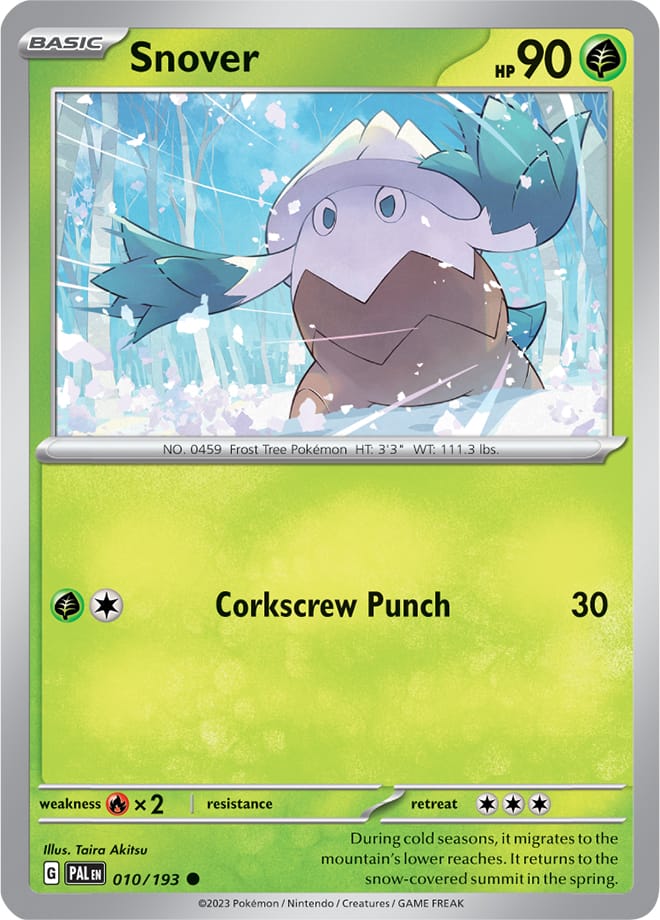 BASIC Snover HP 90
NO. 0459 Frost Tree Pokémon HT: 3'3" WT: 111.3 lbs.
Corkscrew Punch 30
weakness ×2 resistance retreat
Illus. Taira Akitsu
During cold seasons, it migrates to the
mountain's lower reaches. It returns to the
snow-covered summit in the spring.
G PAL EN 010/193
©2023 Pokémon / Nintendo / Creatures / GAME FREAK